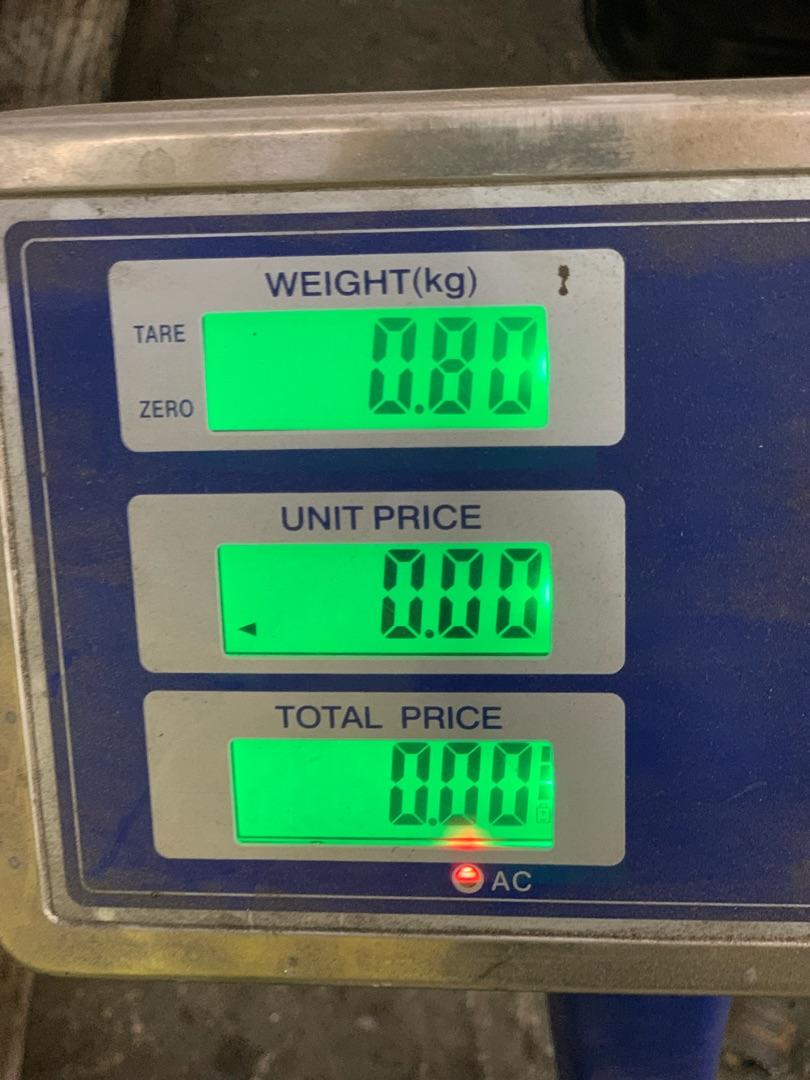 WEIGHT(kg)
TARE
0.80
ZERO
UNIT PRICE
0.00
TOTAL PRICE
0.00
AC